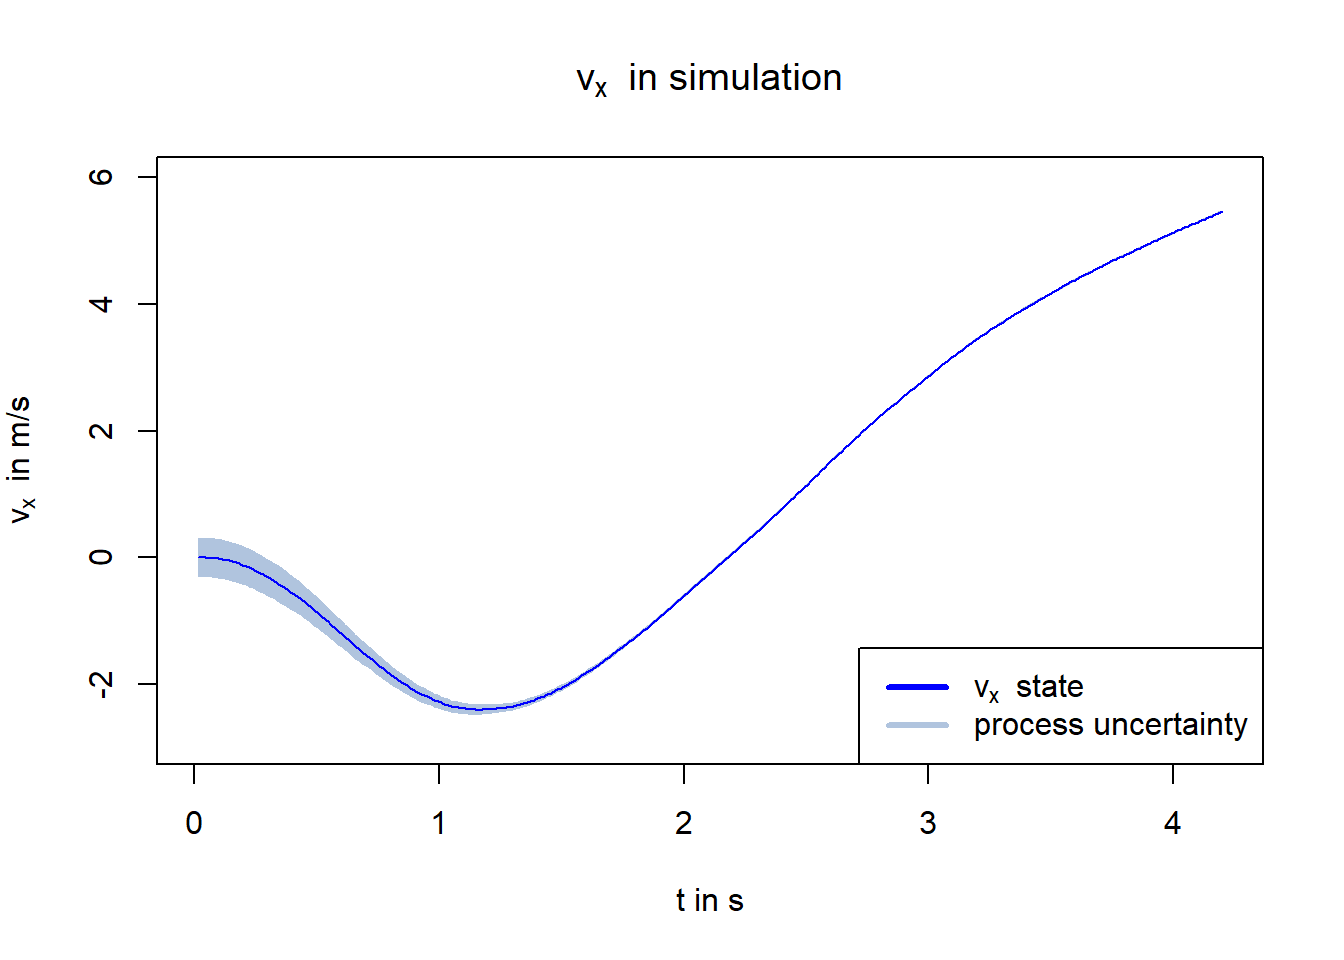 vx in simulation
vx in m/s
6
4
2
0
-2
0 1 2 3 4
t in s
vx state
process uncertainty